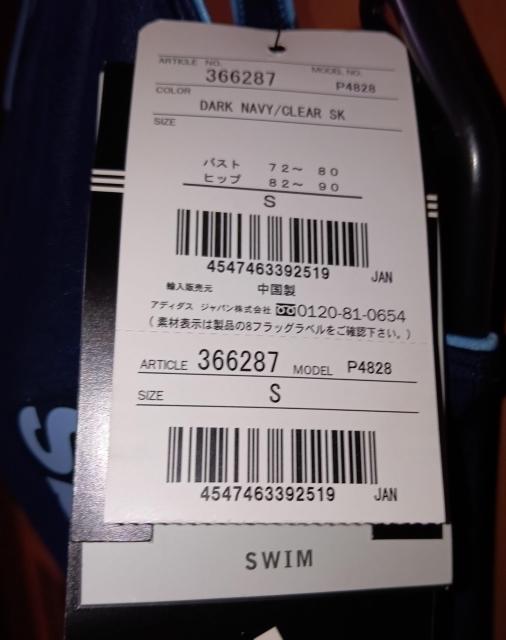 ARTICLE NO. 366287 MODEL NO. P4828
COLOR
DARK NAVY/CLEAR SK
SIZE
バスト 72～ 80
ヒップ 82～ 90
S
4547463392519 JAN
輸入販売元 中国製
アディダス ジャパン株式会社 0120-81-0654
(素材表示は製品の8フラッグラベルをご確認下さい。)
ARTICLE 366287 MODEL P4828
SIZE S
4547463392519 JAN
SWIM